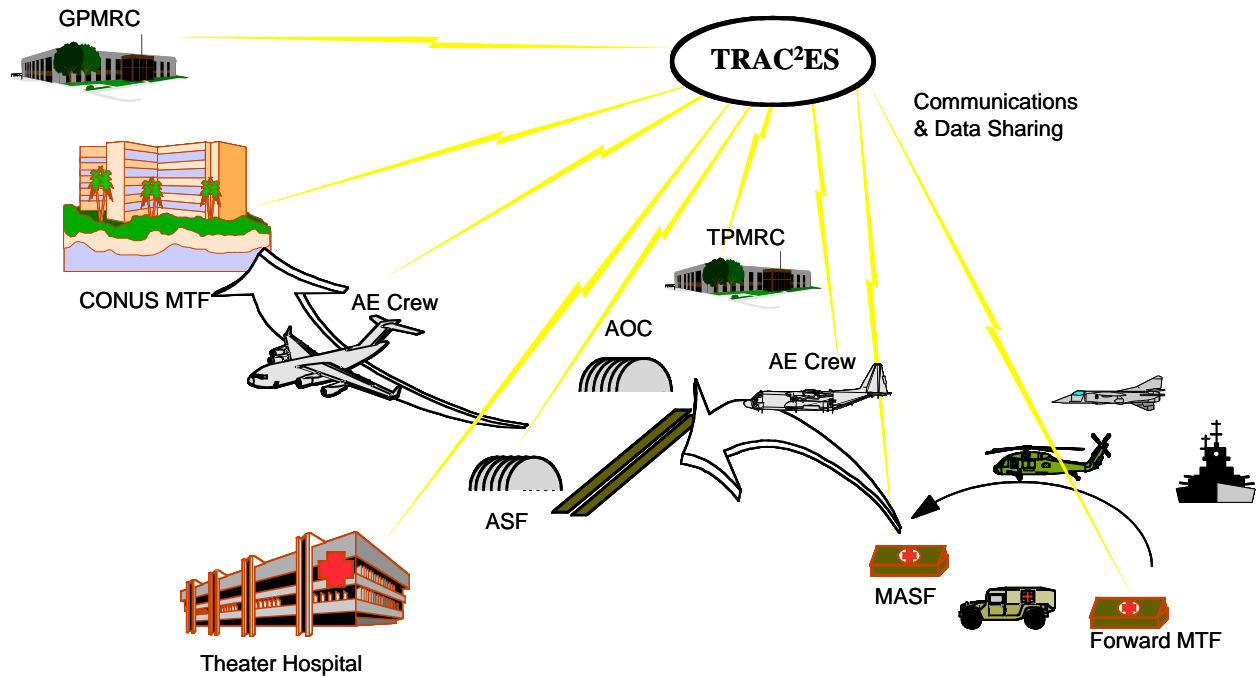 GPMRC
TRAC²ES
Communications
& Data Sharing
TPMRC
CONUS MTF
AE Crew
AOC
AE Crew
ASF
MASF
Forward MTF
Theater Hospital